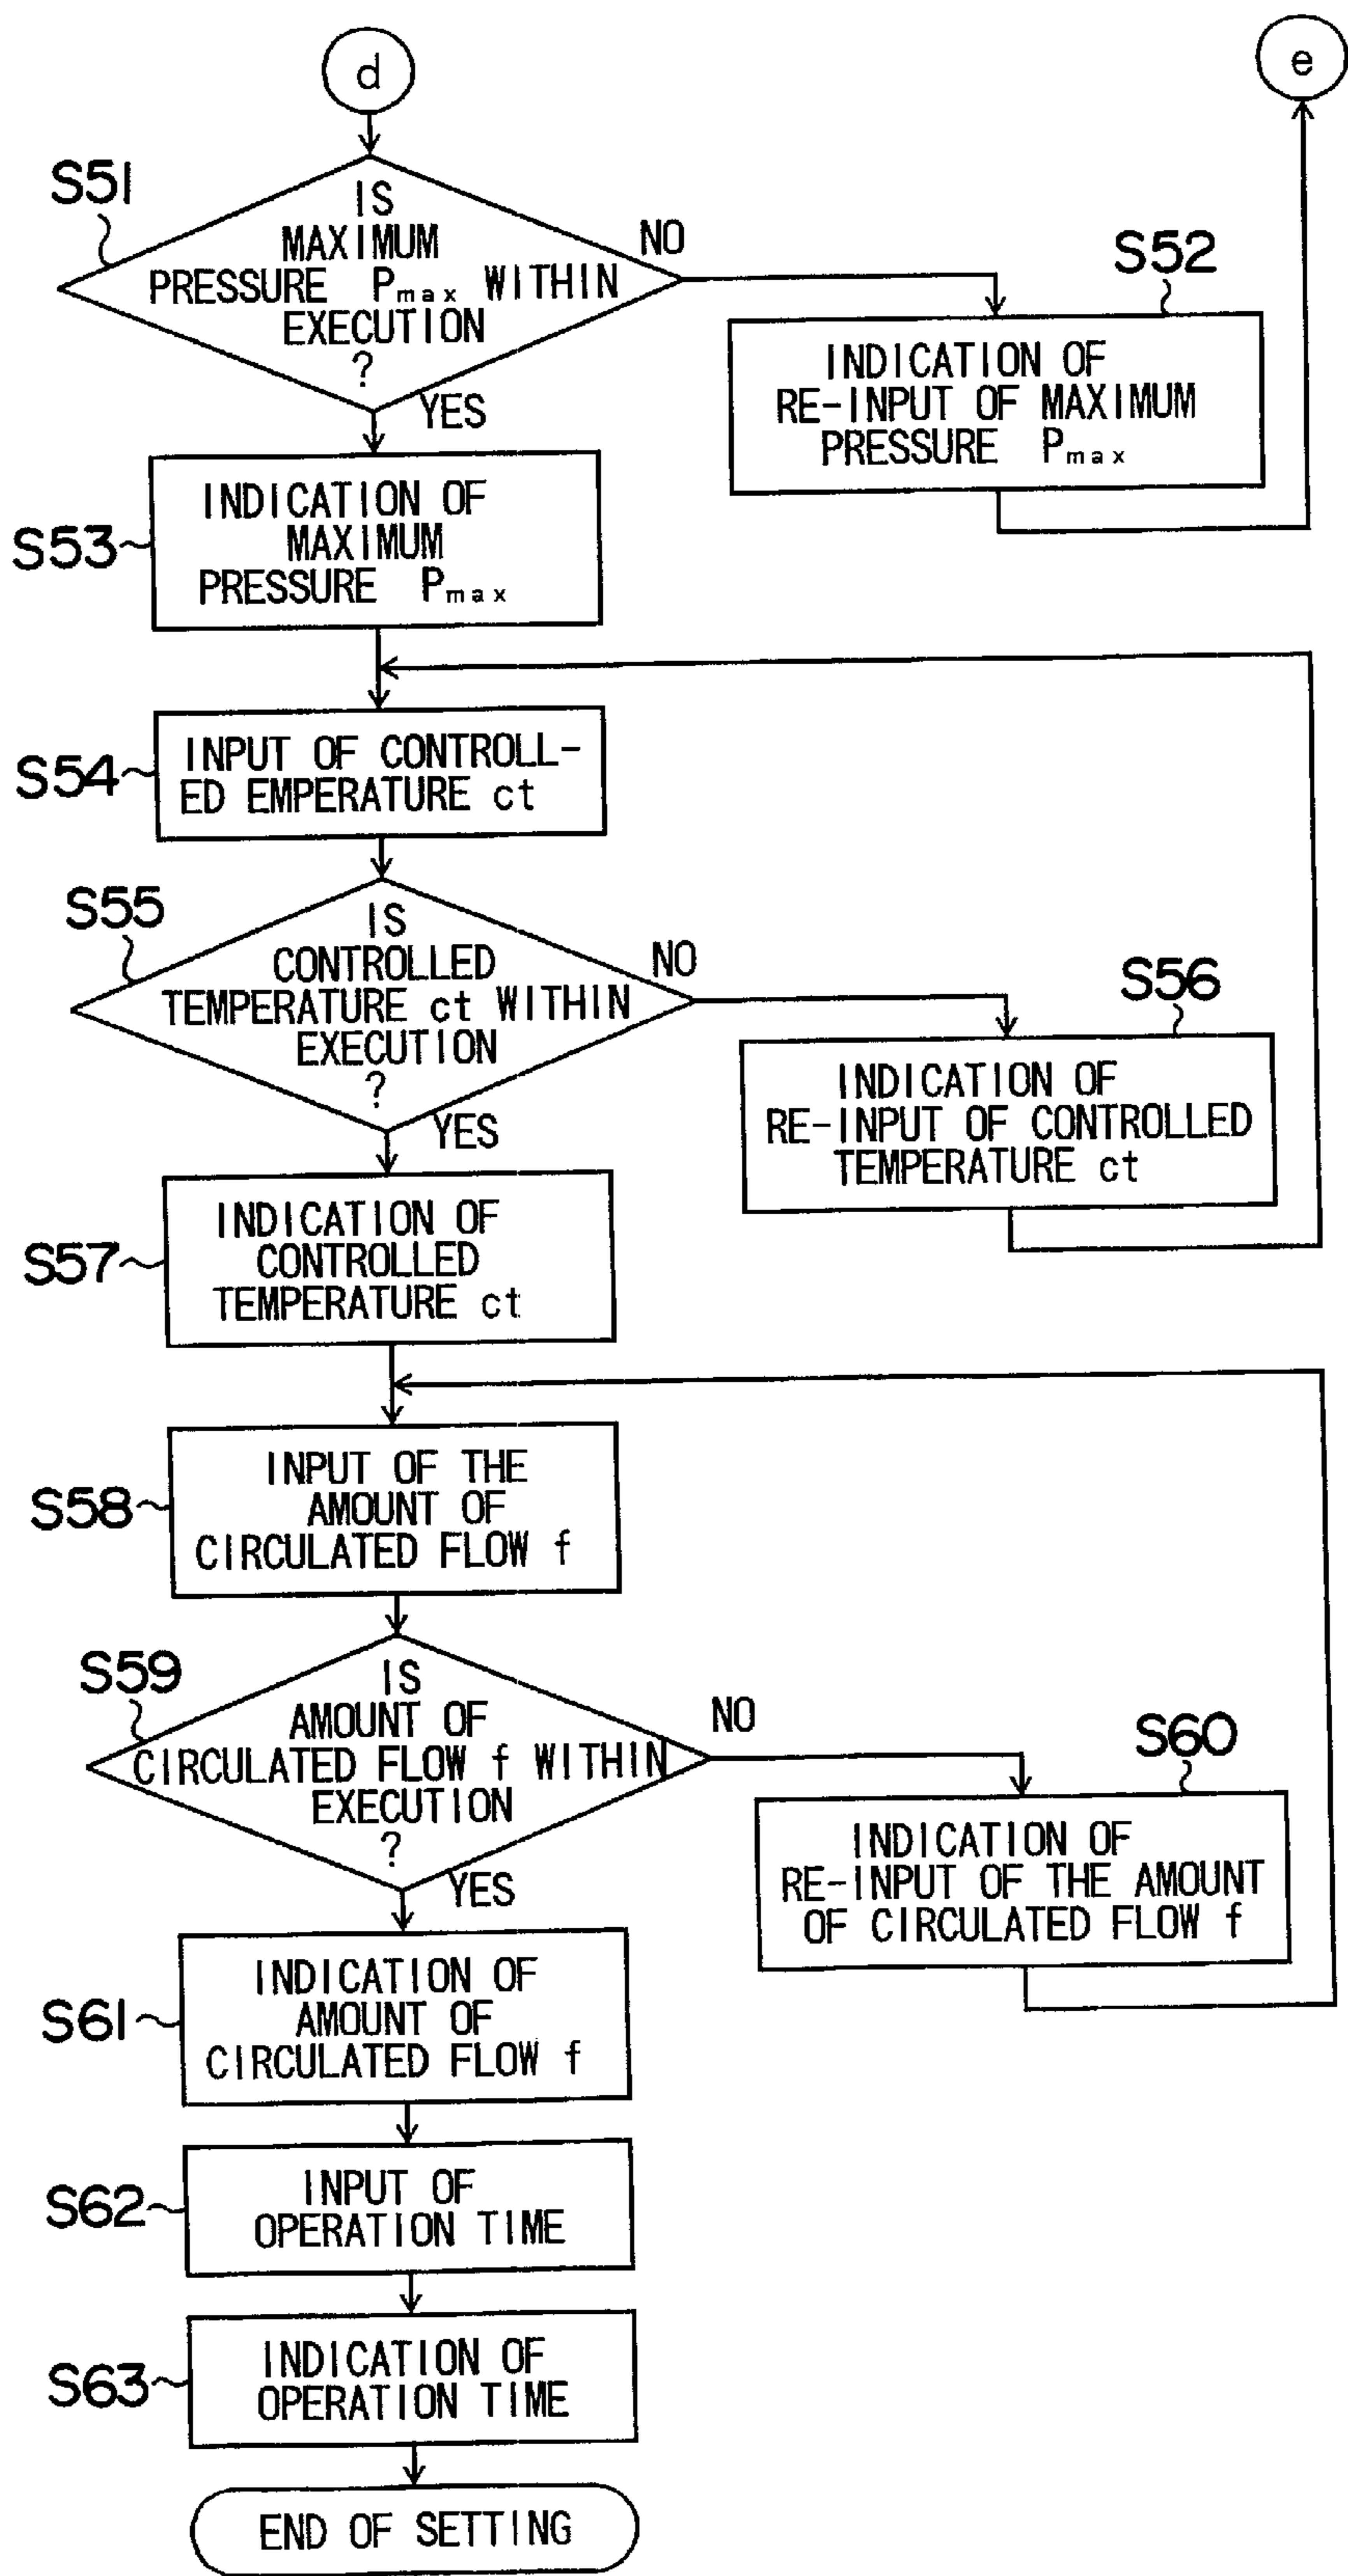 d
e
S51
IS
MAXIMUM
PRESSURE Pmax WITHIN
EXECUTION
?
NO
YES
S52
INDICATION OF
RE-INPUT OF MAXIMUM
PRESSURE Pmax
S53
INDICATION OF
MAXIMUM
PRESSURE Pmax
S54
INPUT OF CONTROLL-
ED EMPERATURE ct
S55
IS
CONTROLLED
TEMPERATURE ct WITHIN
EXECUTION
?
NO
YES
S56
INDICATION OF
RE-INPUT OF CONTROLLED
TEMPERATURE ct
S57
INDICATION OF
CONTROLLED
TEMPERATURE ct
S58
INPUT OF THE
AMOUNT OF
CIRCULATED FLOW f
S59
IS
AMOUNT OF
CIRCULATED FLOW f WITHIN
EXECUTION
?
NO
YES
S60
INDICATION OF
RE-INPUT OF THE AMOUNT
OF CIRCULATED FLOW f
S61
INDICATION OF
AMOUNT OF
CIRCULATED FLOW f
S62
INPUT OF
OPERATION TIME
S63
INDICATION OF
OPERATION TIME
END OF SETTING